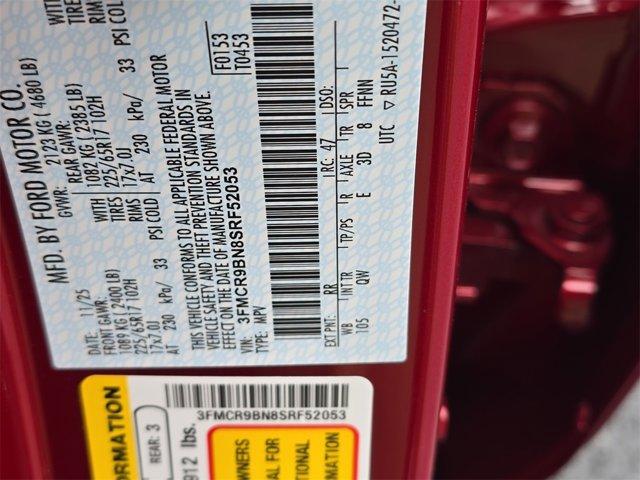 MFD. BY FORD MOTOR CO.
DATE: 11/25
GVWR: 2123 KG ( 4680 LB)
FRONT GAWR:
1089 KG ( 2400 LB)
225/65R17 102H
17x7.0J
AT 230 kPa/ 33
WITH
TIRES
RIMS
PSI COLD
REAR GAWR:
1082 KG ( 2385 LB)
225/65R17 102H
17x7.0J
AT 230 kPa/ 33
WITH
TIRES
RIMS
PSI COLD
THIS VEHICLE CONFORMS TO ALL APPLICABLE FEDERAL MOTOR
VEHICLE SAFETY AND THEFT PREVENTION STANDARDS IN
EFFECT ON THE DATE OF MANUFACTURE SHOWN ABOVE.
VIN: 3FMCR9BN8SRF52053
TYPE: MPV
F0153
T0453
EXT PNT: RR RC: 47 DSO:
WB INT TR TP/PS R AXLE TR SPR
105 QW E 3D 8 FFNN
UTC ▽ RU5A-1520472-
3FMCR9BN8SRF52053
REAR: 3
912 lbs.